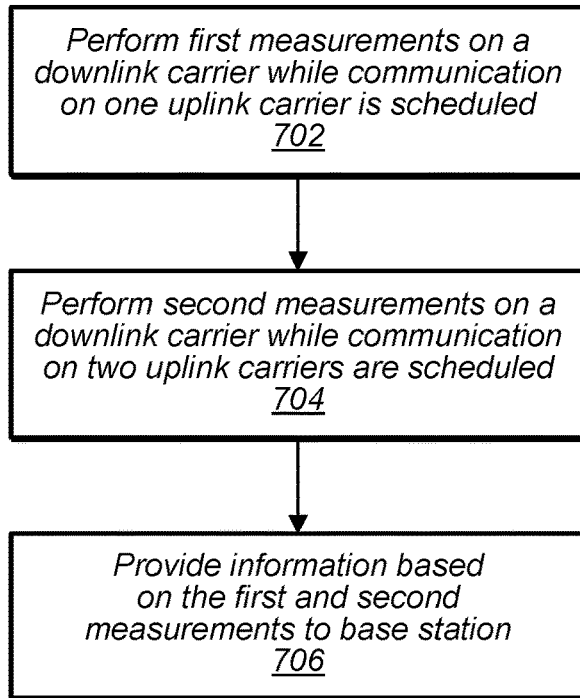 Perform first measurements on a
downlink carrier while communication
on one uplink carrier is scheduled
702
Perform second measurements on a
downlink carrier while communication
on two uplink carriers are scheduled
704
Provide information based
on the first and second
measurements to base station
706